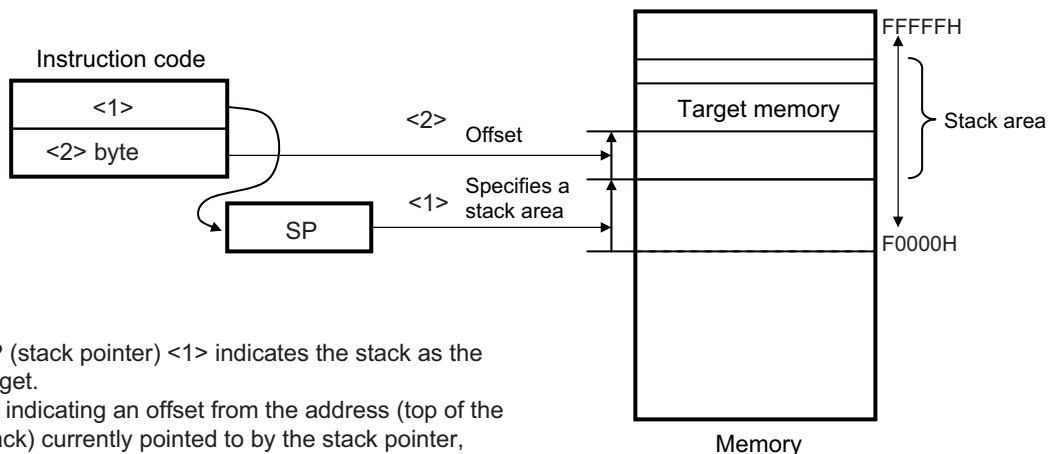 FFFFFH
Instruction code
<1>
Target memory
<2>
Offset
Stack area
<2> byte
Specifies a
stack area
<1>
SP
F0000H
(stack pointer) <1> indicates the stack as the
indicating an offset from the address (top of the
currently pointed to by the stack pointer,
Memory